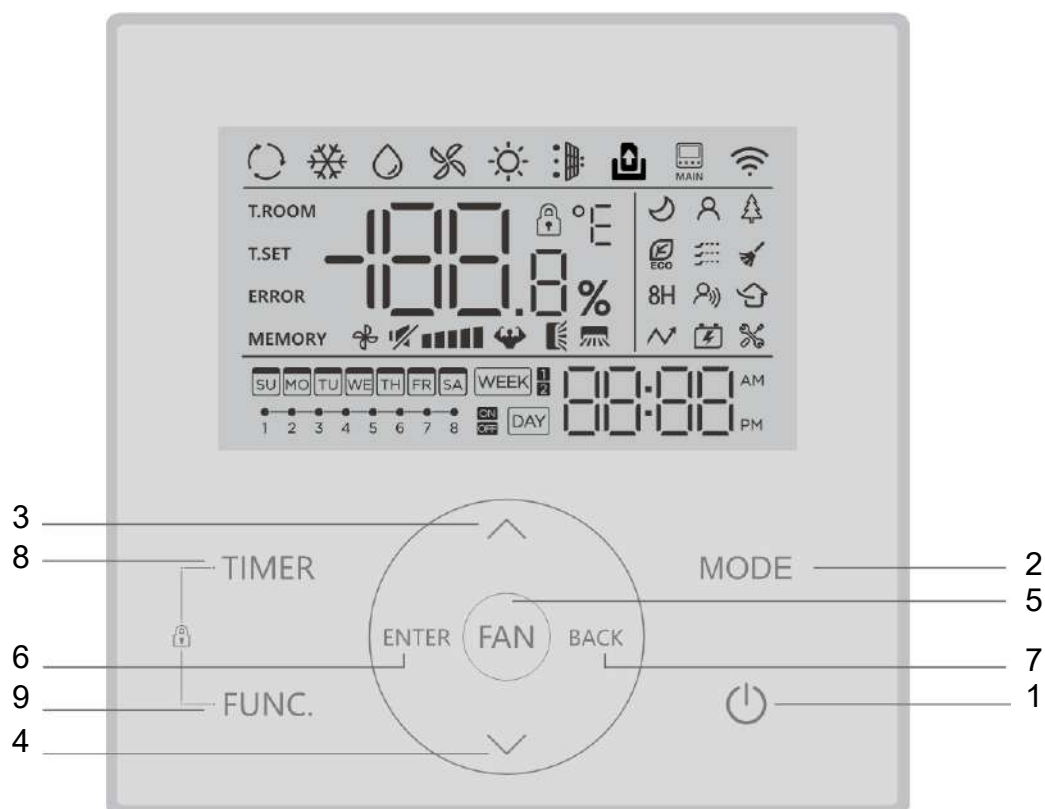 MAIN
T.ROOM
T.SET
ERROR
MEMORY
-188.8 °E %
ECO
8H
SU MO TU WE TH FR SA WEEK 1 2
1 2 3 4 5 6 7 8 ON OFF DAY
88:88 AM PM
3
8 TIMER MODE 2
5
ENTER FAN BACK
6 7
9 FUNC. 1
4